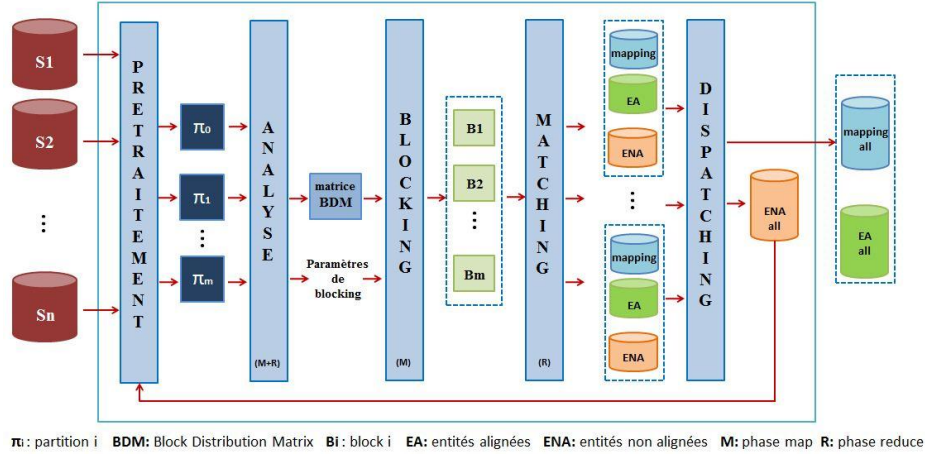 S1
S2
...
Sn
PRETRAITEMENT
π0
π1
...
πm
ANALYSE
(M+R)
matrice
BDM
Paramètres
de
blocking
BLOCKING
(M)
B1
B2
...
Bm
MATCHING
(R)
mapping
EA
ENA
...
mapping
EA
ENA
DISPATCHING
ENA
all
mapping
all
EA
all
πi : partition i BDM: Block Distribution Matrix Bi : block i EA: entités alignées ENA: entités non alignées M: phase map R: phase reduce